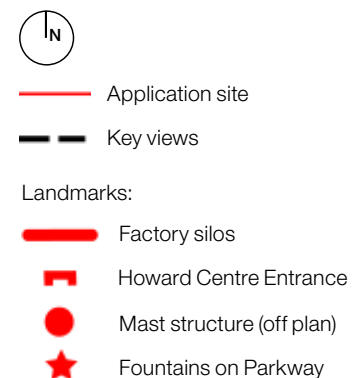 N
Application site
Key views
Landmarks:
Factory silos
Howard Centre Entrance
Mast structure (off plan)
Fountains on Parkway